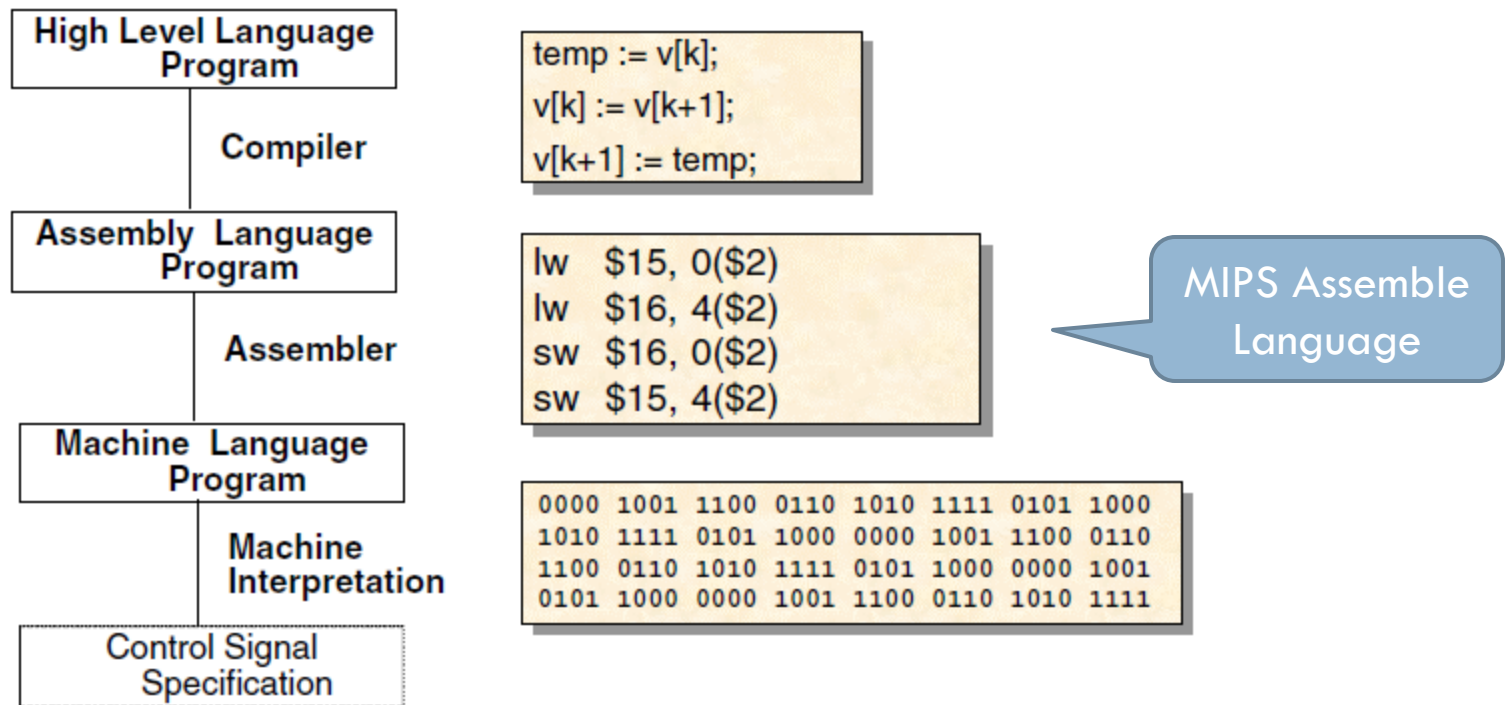 High Level Language
Program
Compiler
Assembly Language
Program
Assembler
Machine Language
Program
Machine
Interpretation
Control Signal
Specification
temp := v[k];
v[k] := v[k+1];
v[k+1] := temp;
lw $15, 0($2)
lw $16, 4($2)
sw $16, 0($2)
sw $15, 4($2)
MIPS Assemble
Language
0000 1001 1100 0110 1010 1111 0101 1000
1010 1111 0101 1000 0000 1001 1100 0110
1100 0110 1010 1111 0101 1000 0000 1001
0101 1000 0000 1001 1100 0110 1010 1111